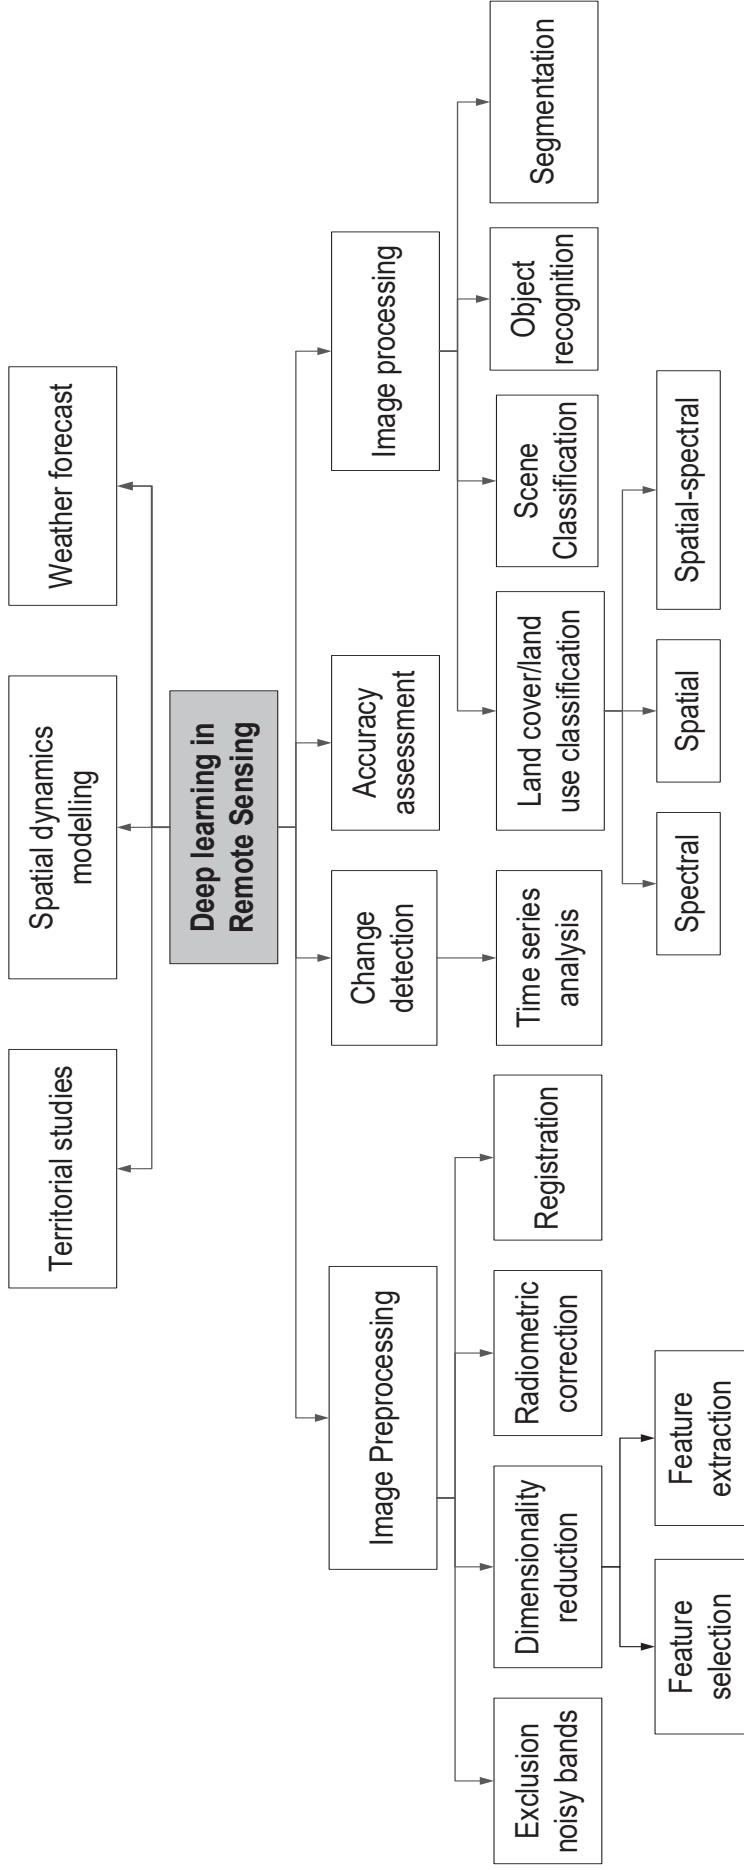 Territorial studies
Spatial dynamics
modelling
Weather forecast
Deep learning in
Remote Sensing
Image Preprocessing
Change
detection
Accuracy
assessment
Image processing
Exclusion
noisy bands
Dimensionality
reduction
Radiometric
correction
Registration
Time series
analysis
Land cover/land
use classification
Scene
Classification
Object
recognition
Segmentation
Feature
selection
Feature
extraction
Spectral
Spatial
Spatial-spectral